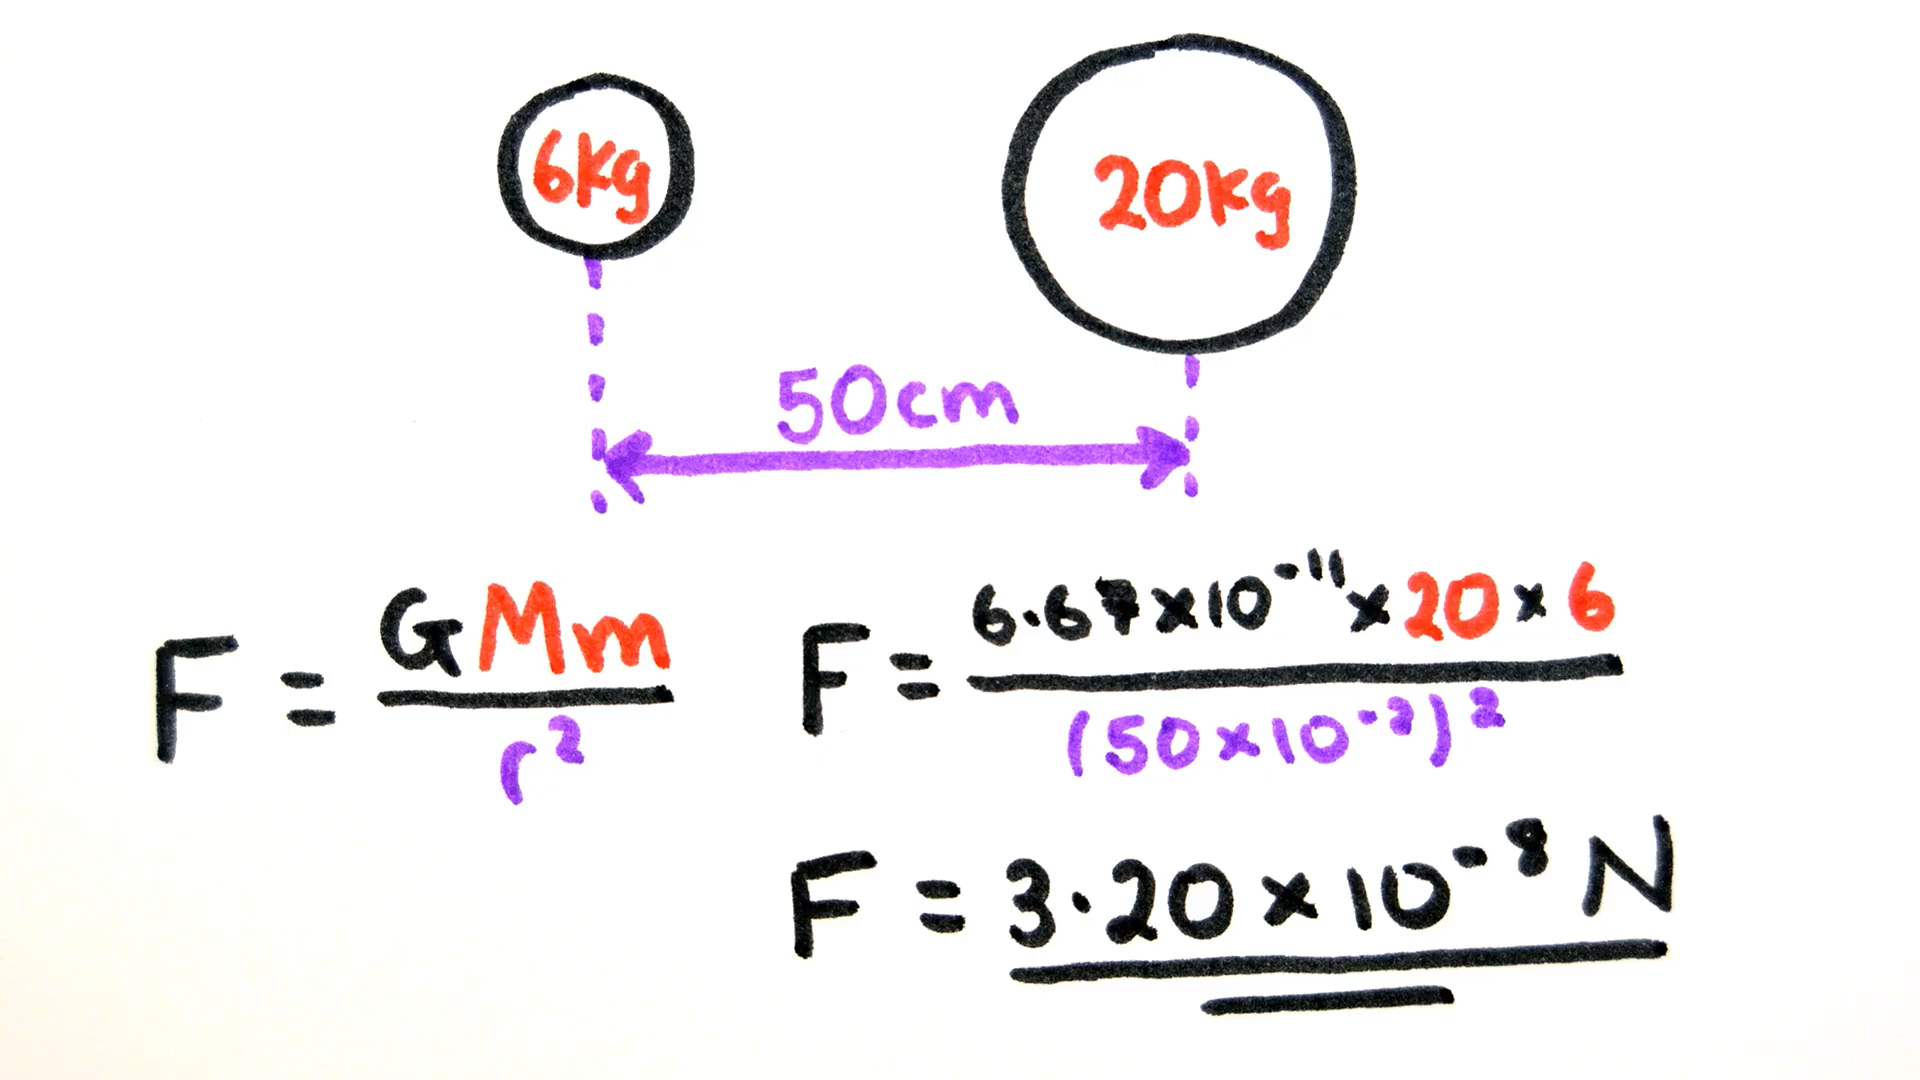 6kg 20kg
50cm
F = GMm / r² F = 6.67 × 10⁻¹¹ × 20 × 6 / (50 × 10⁻²)²
F = 3.20 × 10⁻⁸ N